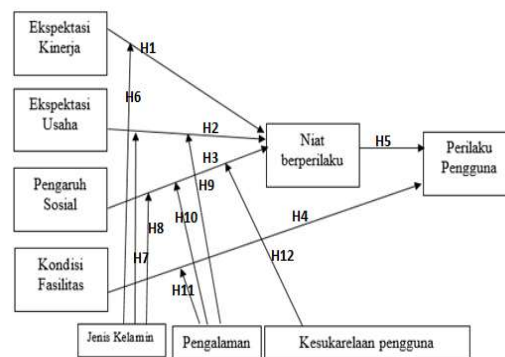 Ekspektasi
Kinerja
H1
H6
Ekspektasi
Usaha
H2
Niat
berperilaku
H5
Perilaku
Pengguna
H3
Pengaruh
Sosial
H9
H10
H4
H8
Kondisi
Fasilitas
H7
H12
H11
Jenis Kelamin
Pengalaman
Kesukarelaan pengguna